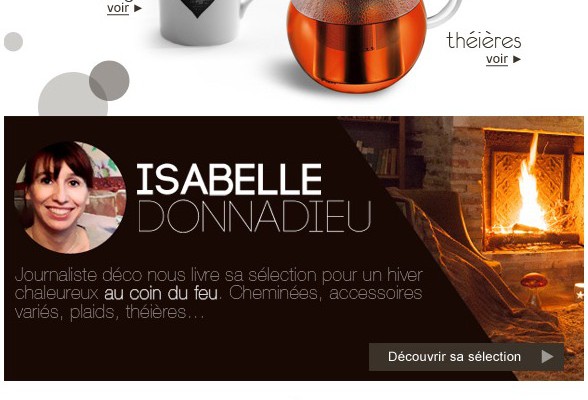 voir ►
théières
voir ►
ISABELLE
DONNADIEU
Journaliste déco nous livre sa sélection pour un hiver
chaleureux au coin du feu. Cheminées, accessoires
variés, plaids, théières...
Découvrir sa sélection ►